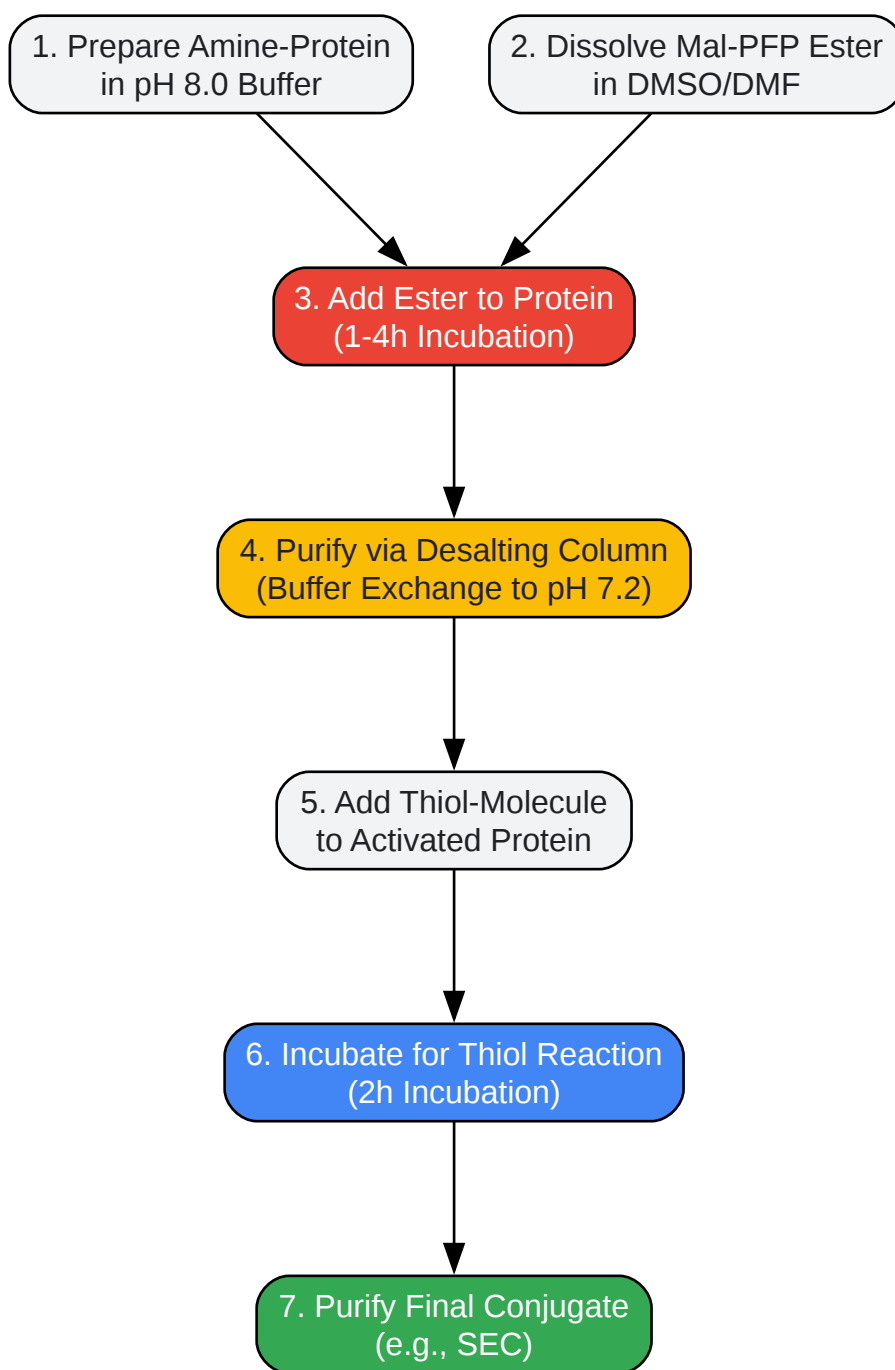 1. Prepare Amine-Protein
in pH 8.0 Buffer
2. Dissolve Mal-PFP Ester
in DMSO/DMF
3. Add Ester to Protein
(1-4h Incubation)
4. Purify via Desalting Column
(Buffer Exchange to pH 7.2)
5. Add Thiol-Molecule
to Activated Protein
6. Incubate for Thiol Reaction
(2h Incubation)
7. Purify Final Conjugate
(e.g., SEC)